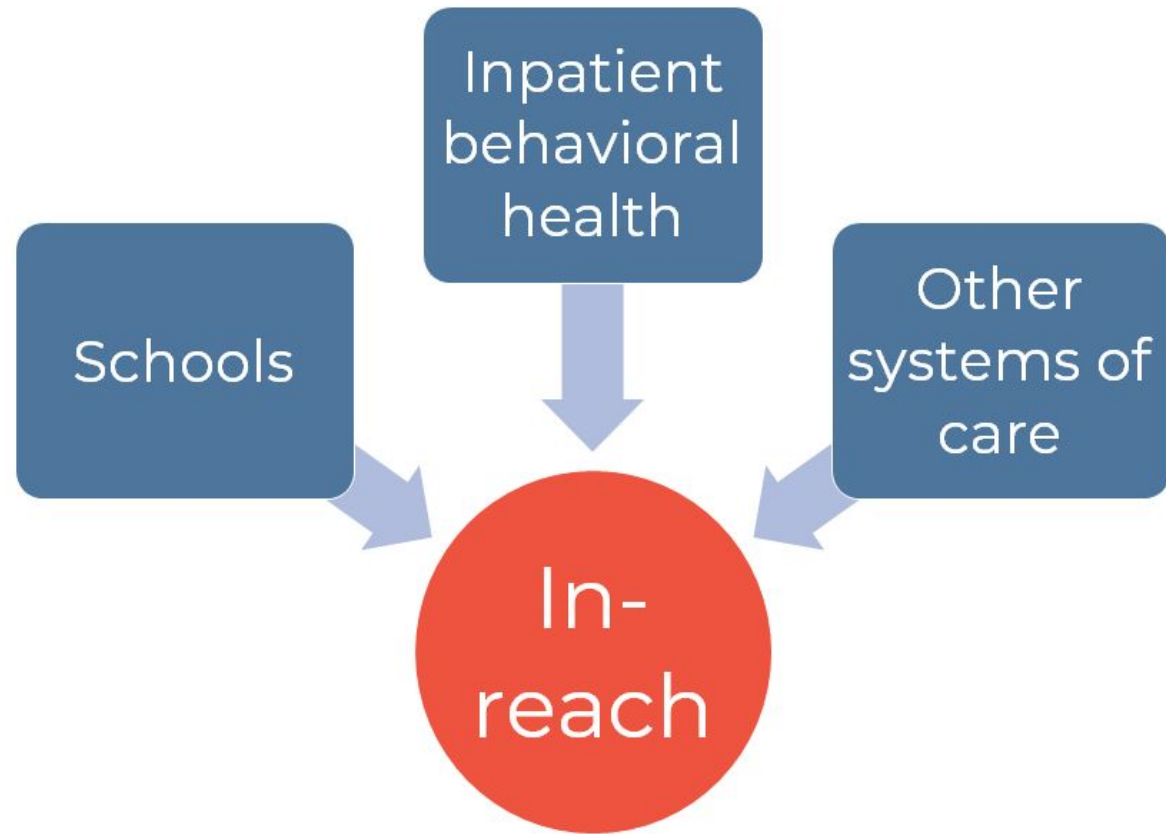 Inpatient
behavioral
health
Schools
Other
systems of
care
In-
reach